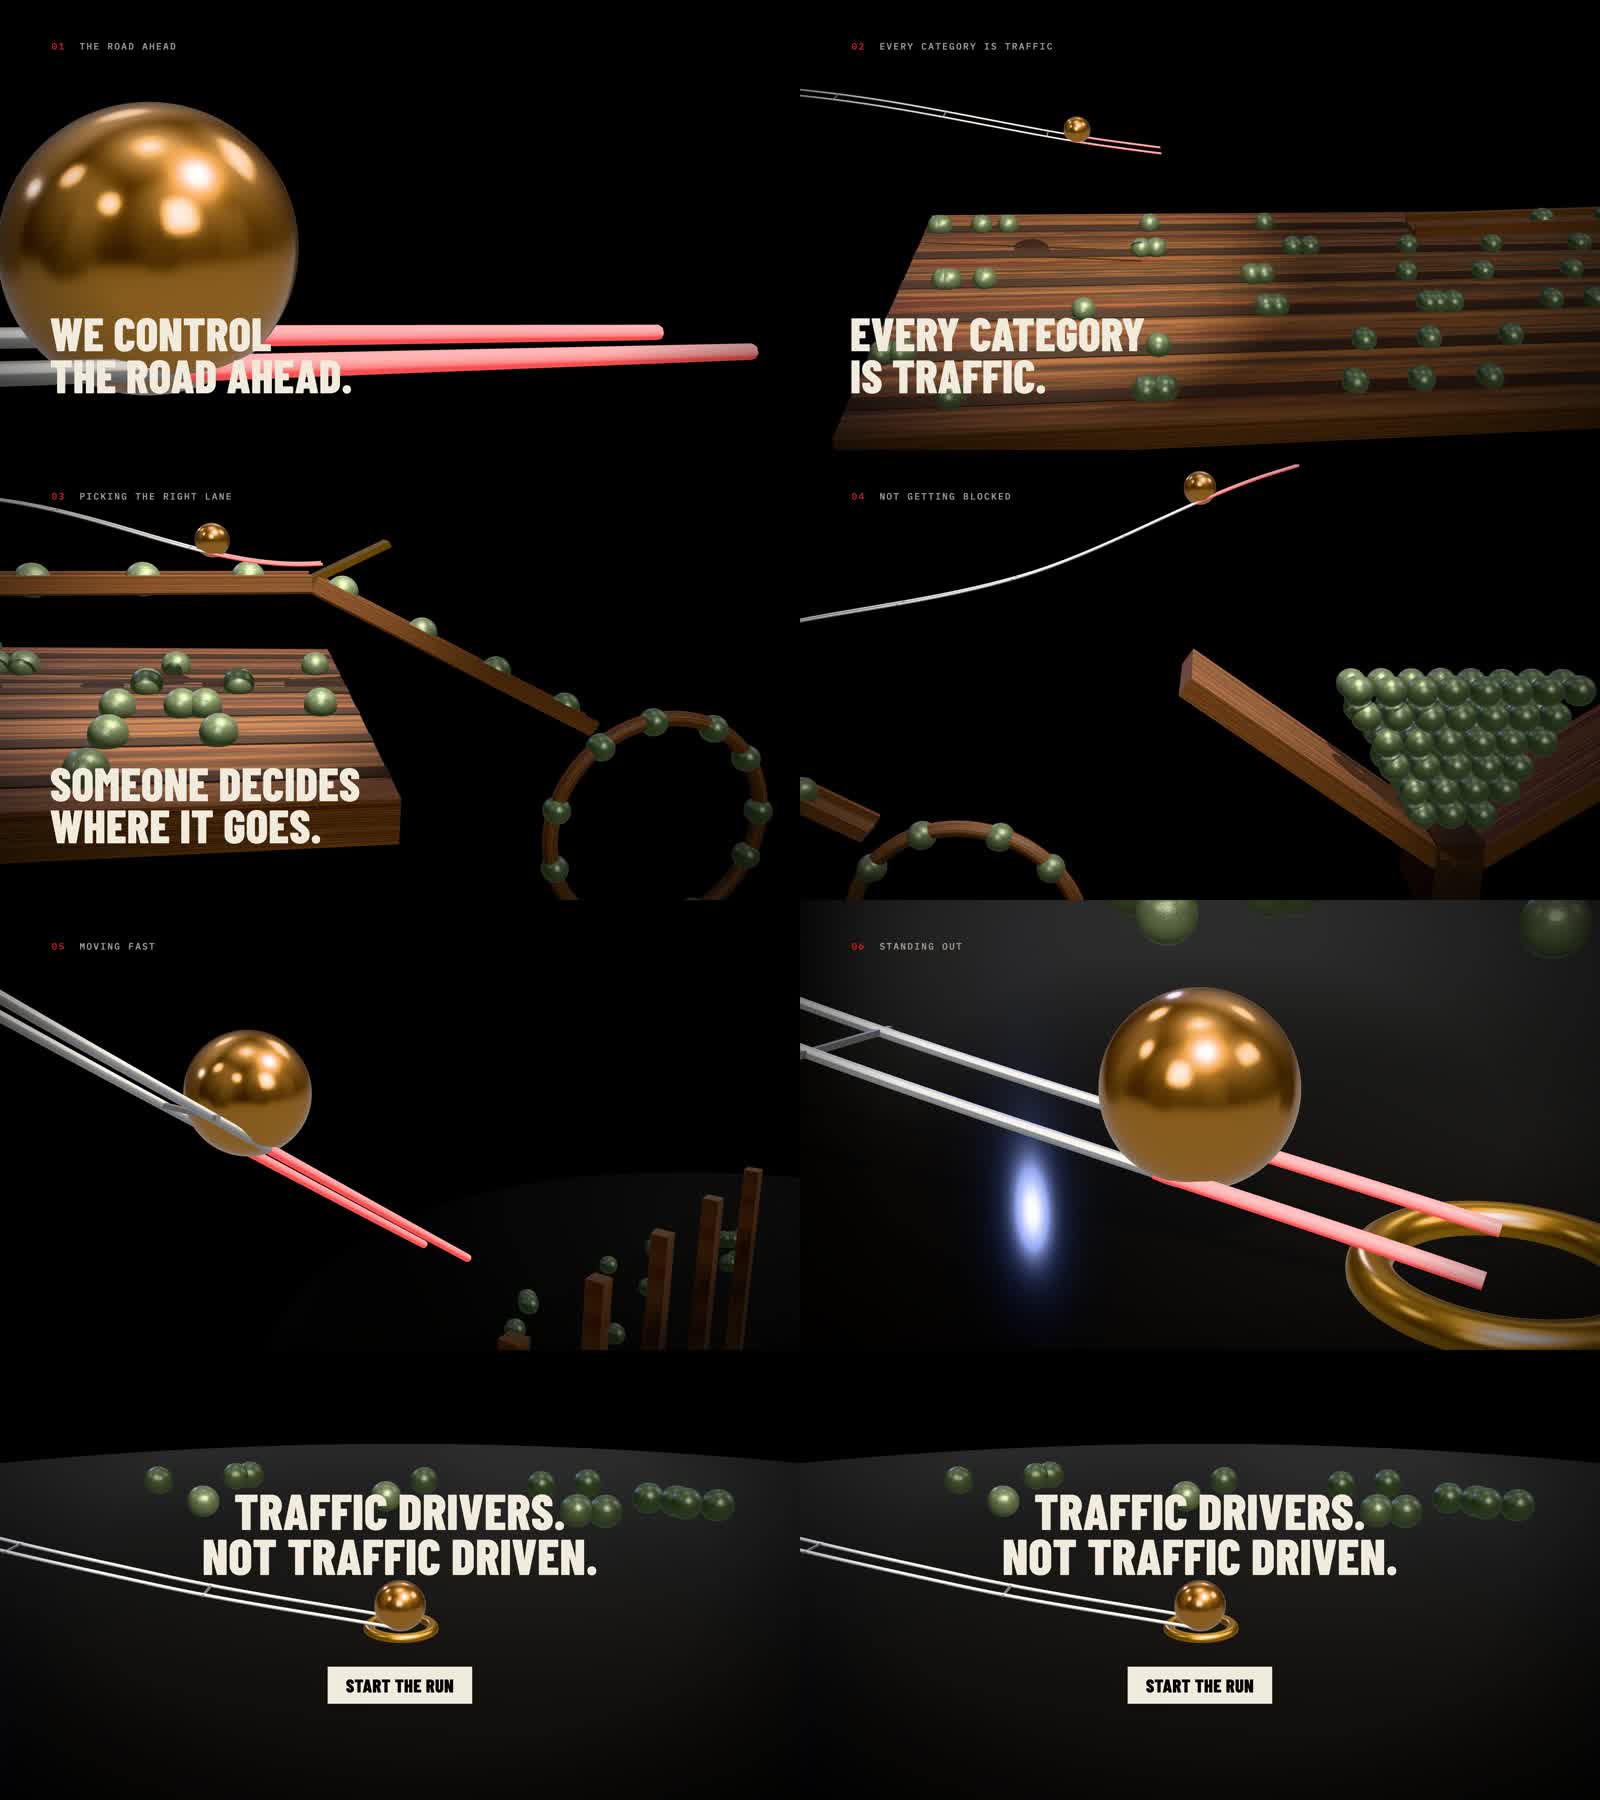 01 THE ROAD AHEAD
WE CONTROL
THE ROAD AHEAD.
02 EVERY CATEGORY IS TRAFFIC
EVERY CATEGORY
IS TRAFFIC.
03 PICKING THE RIGHT LANE
SOMEONE DECIDES
WHERE IT GOES.
04 NOT GETTING BLOCKED
05 MOVING FAST
06 STANDING OUT
TRAFFIC DRIVERS.
NOT TRAFFIC DRIVEN.
START THE RUN
TRAFFIC DRIVERS.
NOT TRAFFIC DRIVEN.
START THE RUN